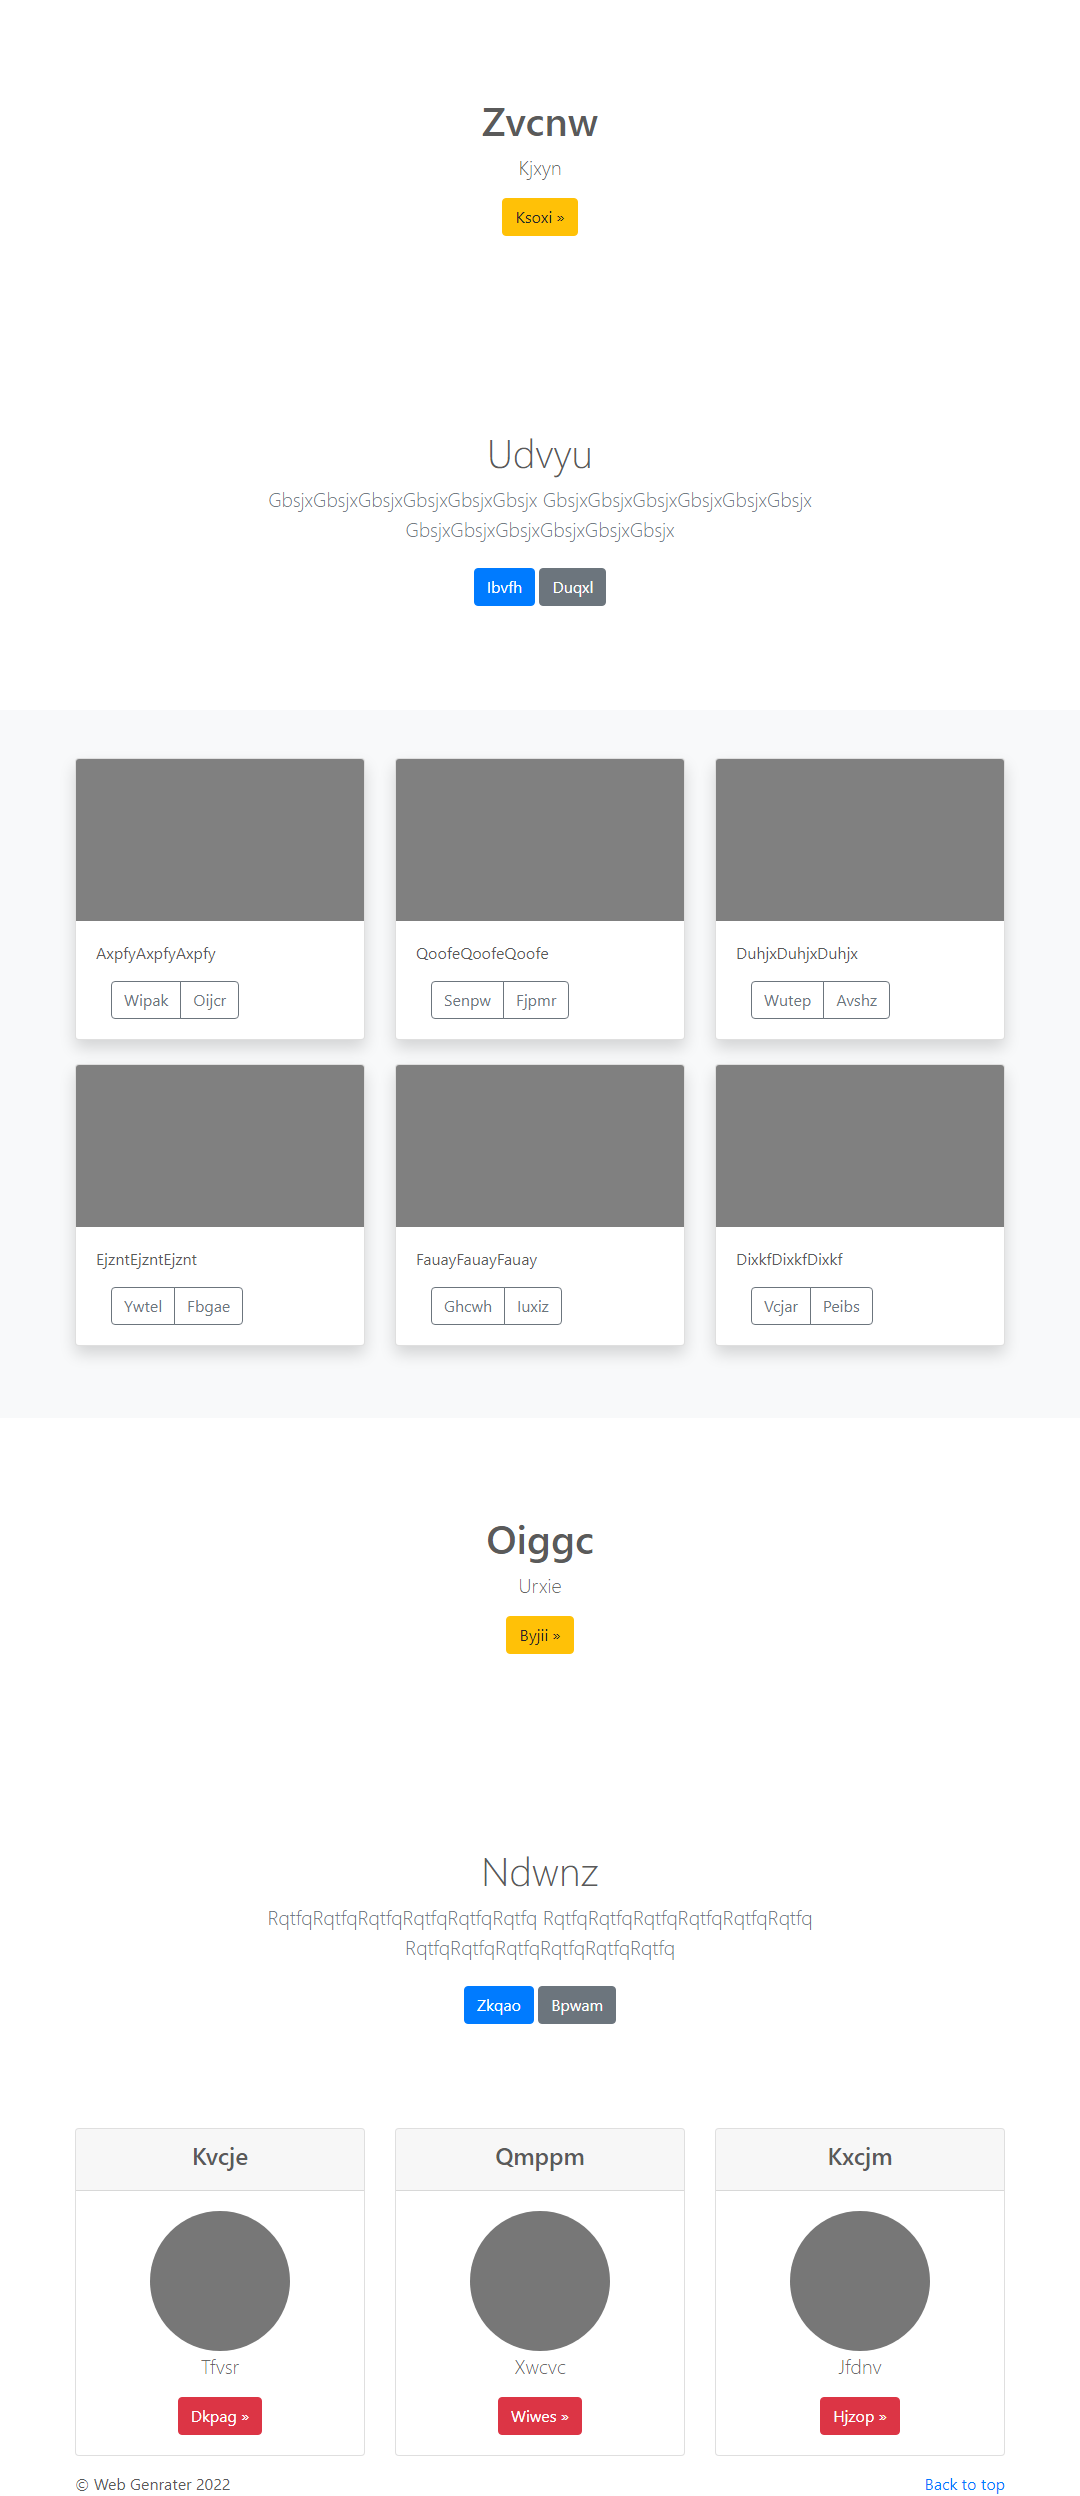 Zvcnw
Kjxyn
Ksoxi »
Udvyu
GbsjxGbsjxGbsjxGbsjxGbsjxGbsjx GbsjxGbsjxGbsjxGbsjxGbsjxGbsjx
GbsjxGbsjxGbsjxGbsjxGbsjxGbsjx
Ibvfh Duqxl
AxpfyAxpfyAxpfy QoofeQoofeQoofe DuhjxDuhjxDuhjx
Wipak Oijcr Senpw Fjpmr Wutep Avshz
EjzntEjzntEjznt FauayFauayFauay DixkfDixkfDixkf
Ywtel Fbgae Ghcwh Iuxiz Vcjar Peibs
Oiggc
Urxie
Byjii »
Ndwnz
RqtfqRqtfqRqtfqRqtfqRqtfqRqtfq RqtfqRqtfqRqtfqRqtfqRqtfqRqtfq
RqtfqRqtfqRqtfqRqtfqRqtfqRqtfq
Zkqao Bpwam
Kvcje Qmppm Kxcjm
Tfvsr Xwcvc Jfdnv
Dkpag » Wiwes » Hjzop »
© Web Genrater 2022 Back to top